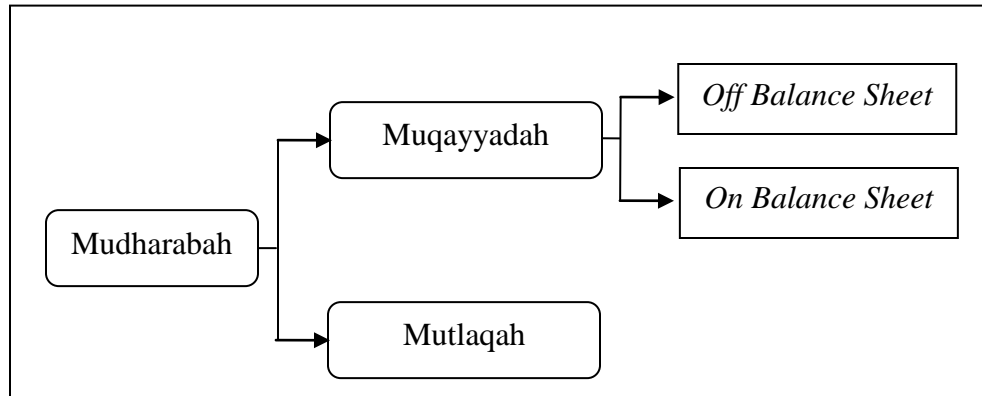 Off Balance Sheet
Muqayyadah
On Balance Sheet
Mudharabah
Mutlaqah